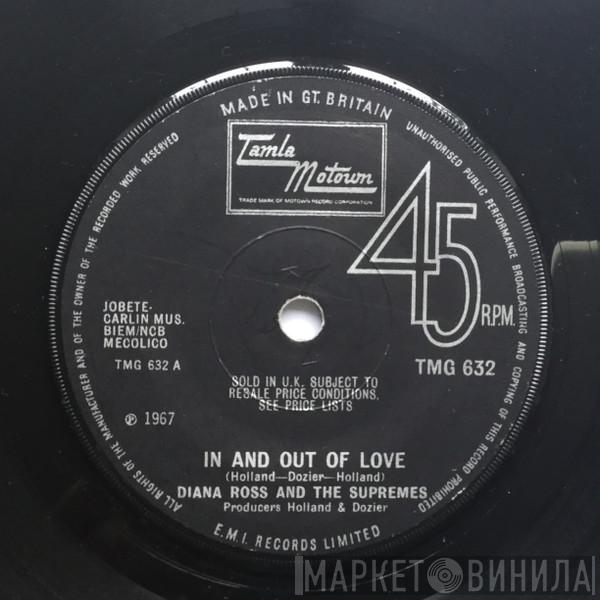 MADE IN GT. BRITAIN
UNAUTHORISED PUBLIC PERFORMANCE BROADCASTING AND COPYING OF THIS RECORD PROHIBITED.
ALL RIGHTS OF THE MANUFACTURER AND OF THE OWNER OF THE RECORDED WORK RESERVED
Tamla
Motown
TRADE MARK OF MOTOWN RECORD CORPORATION
45
R.P.M.
JOBETE-
CARLIN MUS.
BIEM/NCB
MECOLICO
TMG 632 A
TMG 632
SOLD IN U.K. SUBJECT TO
RESALE PRICE CONDITIONS,
SEE PRICE LISTS
℗ 1967
IN AND OUT OF LOVE
(Holland—Dozier—Holland)
DIANA ROSS AND THE SUPREMES
Producers Holland & Dozier
E.M.I. RECORDS LIMITED
МАРКЕТ ВИНИЛА